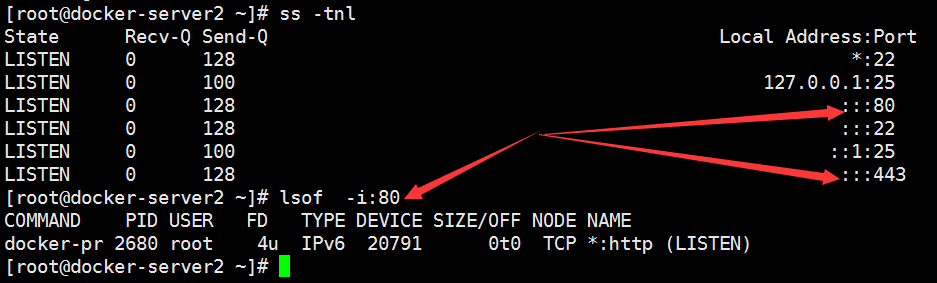 [root@docker-server2 ~]# ss -tnl
State Recv-Q Send-Q Local Address:Port
LISTEN 0 128 *:22
LISTEN 0 100 127.0.0.1:25
LISTEN 0 128 :::80
LISTEN 0 128 :::22
LISTEN 0 100 ::1:25
LISTEN 0 128 :::443
[root@docker-server2 ~]# lsof  -i:80
COMMAND PID USER FD TYPE DEVICE SIZE/OFF NODE NAME
docker-pr 2680 root 4u IPv6 20791 0t0 TCP *:http (LISTEN)
[root@docker-server2 ~]#